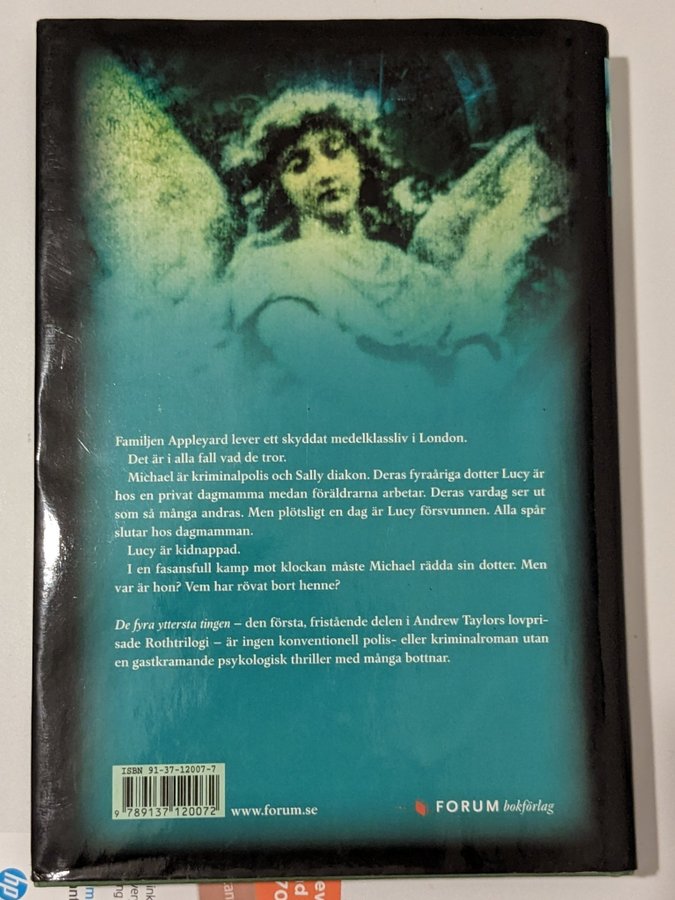 Familjen Appleyard lever ett skyddat medelklassliv i London.
Det är i alla fall vad de tror.
Michael är kriminalpolis och Sally diakon. Deras fyraåriga dotter Lucy är
hos en privat dagmamma medan föräldrarna arbetar. Deras vardag ser ut
som så många andras. Men plötsligt en dag är Lucy försvunnen. Alla spår
slutar hos dagmamman.
Lucy är kidnappad.
I en fasansfull kamp mot klockan måste Michael rädda sin dotter. Men
var är hon? Vem har rövat bort henne?
De fyra yttersta tingen – den första, fristående delen i Andrew Taylors lovpri-
sade Rothtrilogi – är ingen konventionell polis- eller kriminalroman utan
en gastkramande psykologisk thriller med många bottnar.
ISBN 91-37-12007-7
9 789137 120072
www.forum.se
FORUM bokförlag
hp